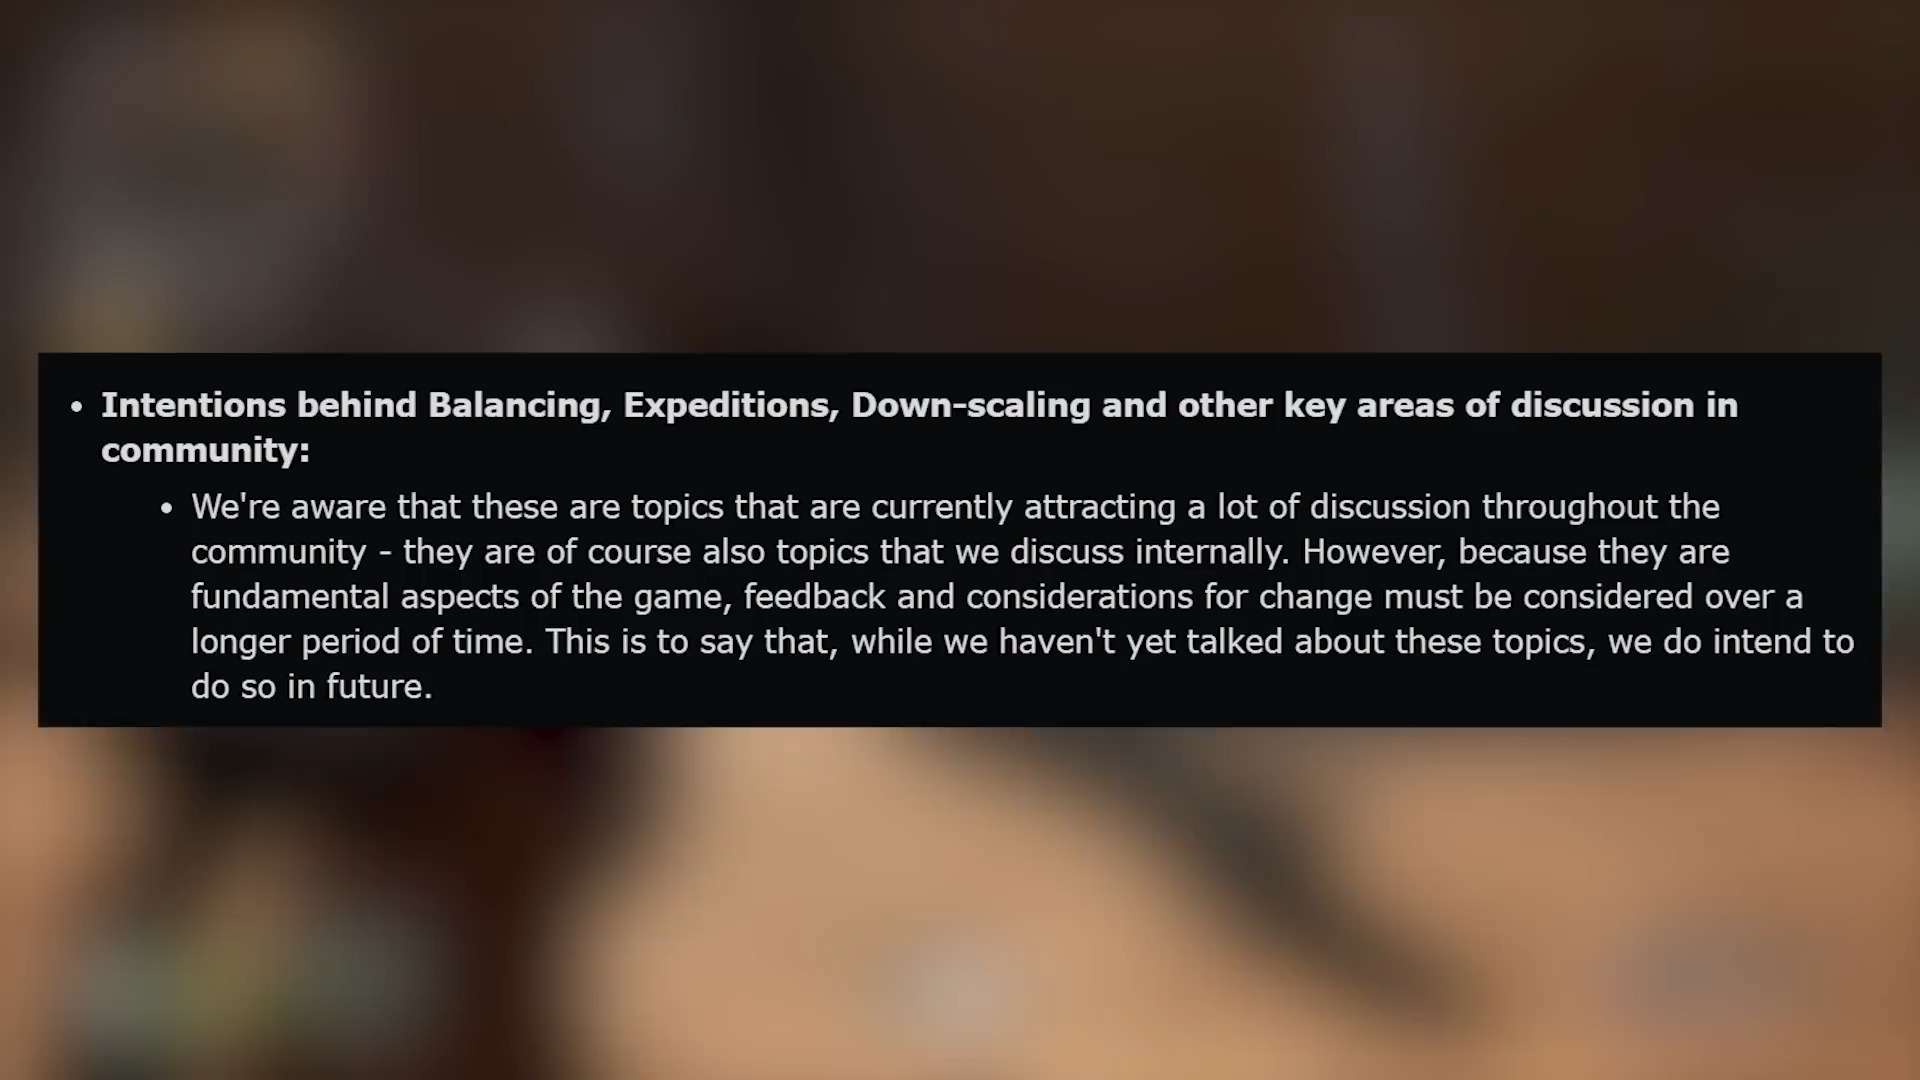 • Intentions behind Balancing, Expeditions, Down-scaling and other key areas of discussion in
community:
• We're aware that these are topics that are currently attracting a lot of discussion throughout the
community - they are of course also topics that we discuss internally. However, because they are
fundamental aspects of the game, feedback and considerations for change must be considered over a
longer period of time. This is to say that, while we haven't yet talked about these topics, we do intend to
do so in future.